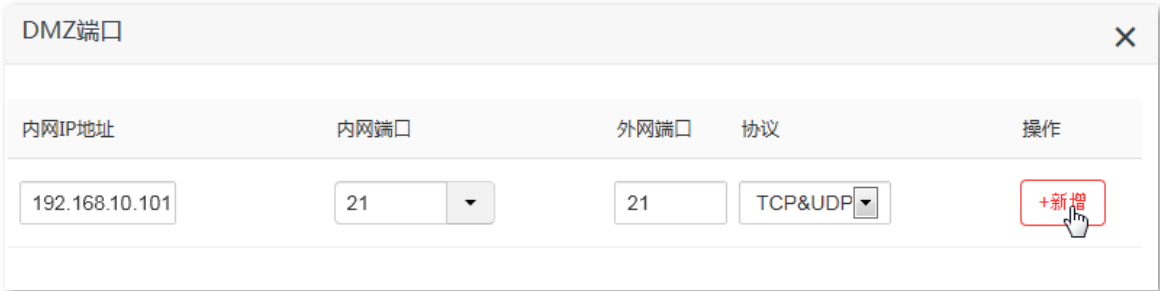 DMZ端口
内网IP地址 内网端口 外网端口 协议 操作
192.168.10.101 21 21 TCP&UDP +新增